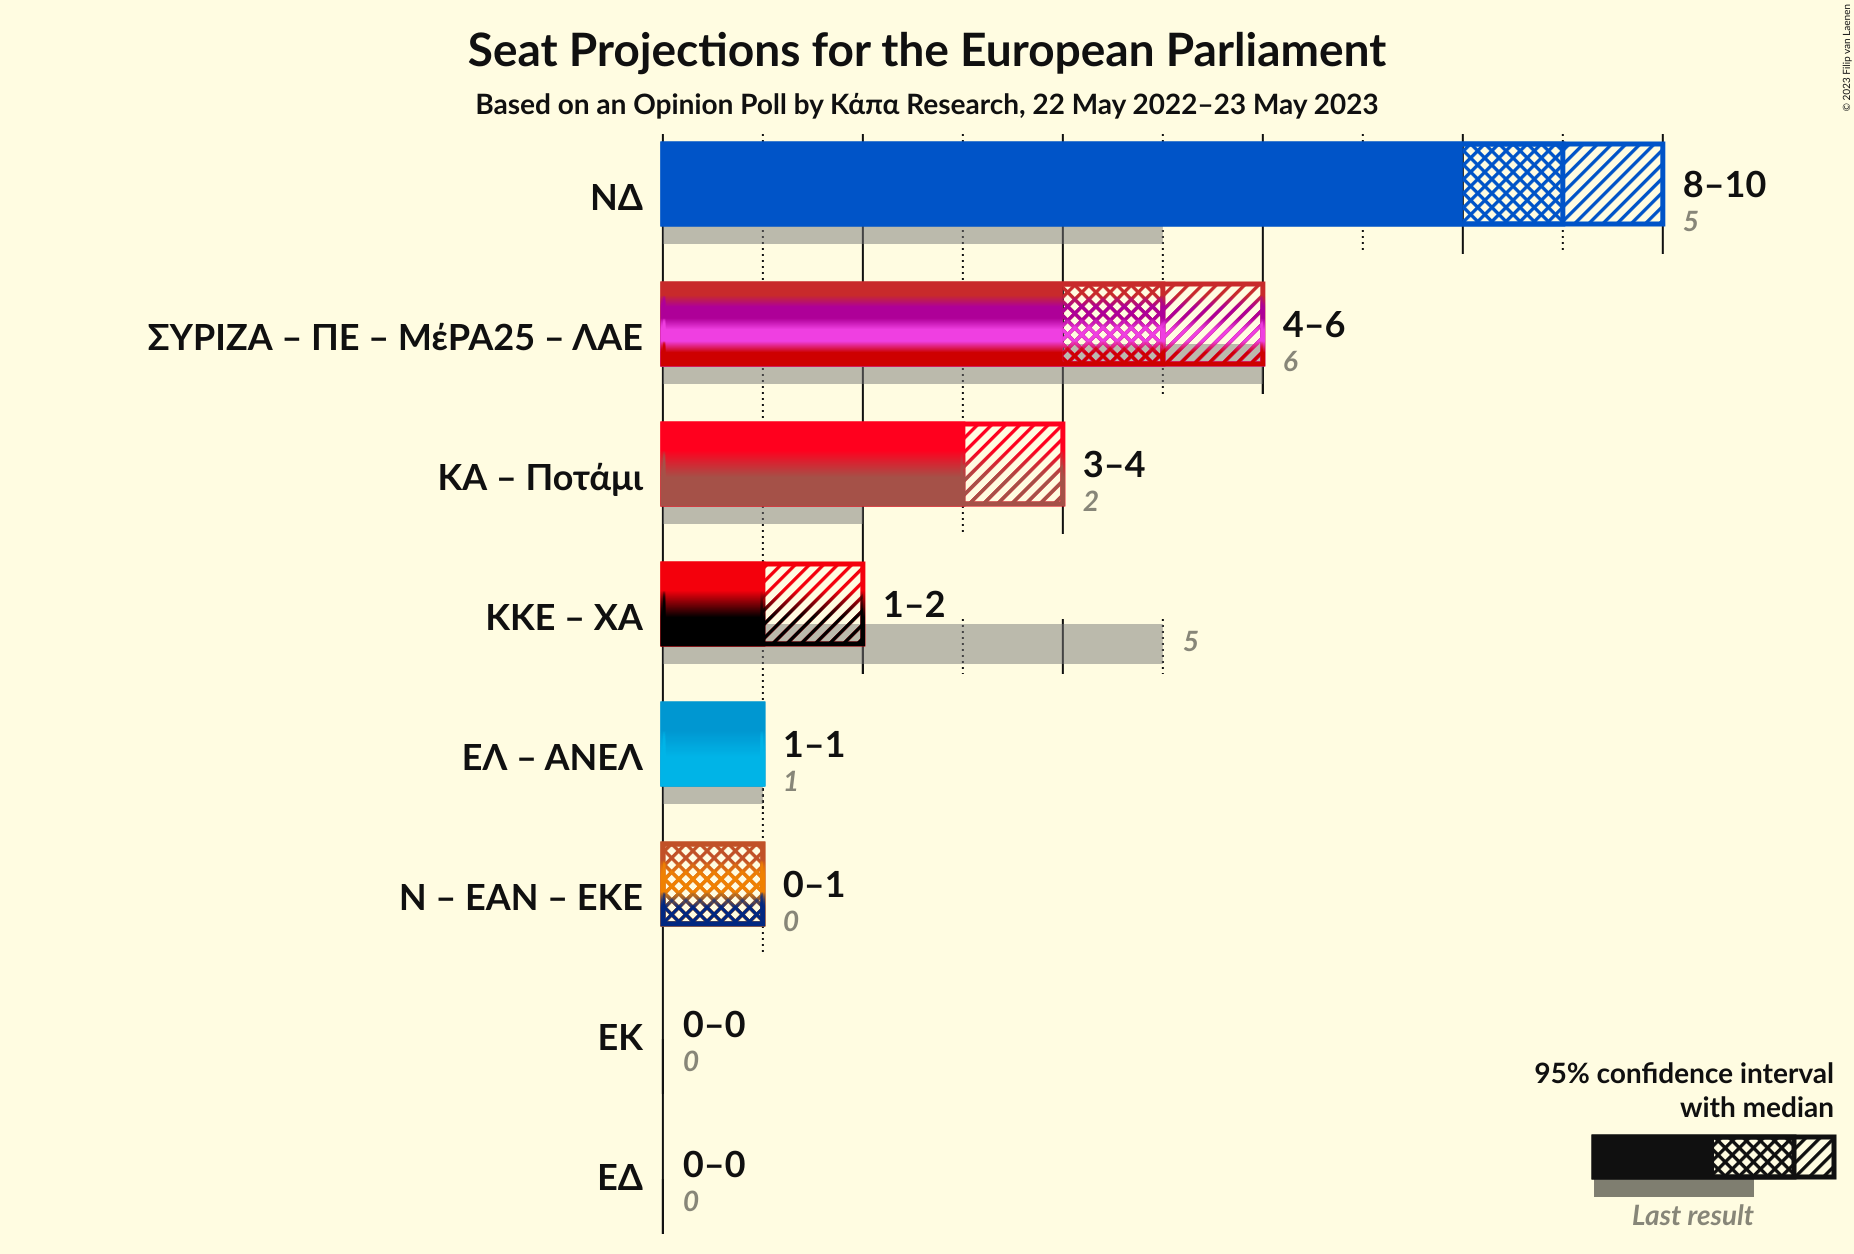 Seat Projections for the European Parliament
Based on an Opinion Poll by Κάπα Research, 22 May 2022–23 May 2023
© 2023 Filip van Laenen
ΝΔ
8–10
5
ΣΥΡΙΖΑ – ΠΕ – ΜέΡΑ25 – ΛΑΕ
4–6
6
ΚΑ – Ποτάμι
3–4
2
ΚΚΕ – ΧΑ
1–2
5
ΕΛ – ΑΝΕΛ
1–1
1
Ν – ΕΑΝ – ΕΚΕ
0–1
0
ΕΚ
0–0
0
ΕΔ
0–0
0
95% confidence interval
with median
Last result